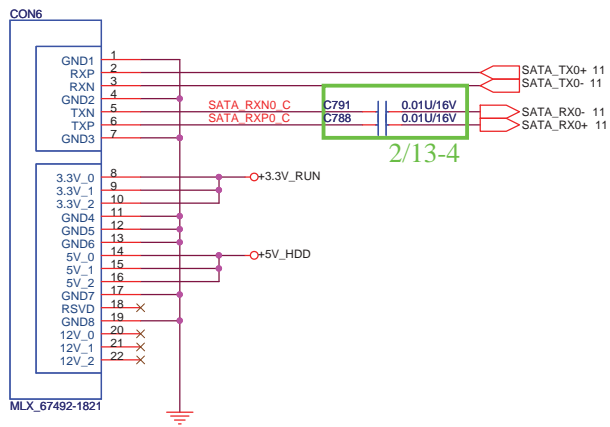 CON6
GND1 1
RXP 2 SATA_TX0+ 11
RXN 3 SATA_TX0- 11
GND2 4
TXN 5 SATA_RXN0_C C791 0.01U/16V SATA_RX0- 11
TXP 6 SATA_RXP0_C C788 0.01U/16V SATA_RX0+ 11
GND3 7
2/13-4
3.3V_0 8 +3.3V_RUN
3.3V_1 9
3.3V_2 10
GND4 11
GND5 12
GND6 13
5V_0 14 +5V_HDD
5V_1 15
5V_2 16
GND7 17
RSVD 18
GND8 19
12V_0 20
12V_1 21
12V_2 22
MLX_67492-1821